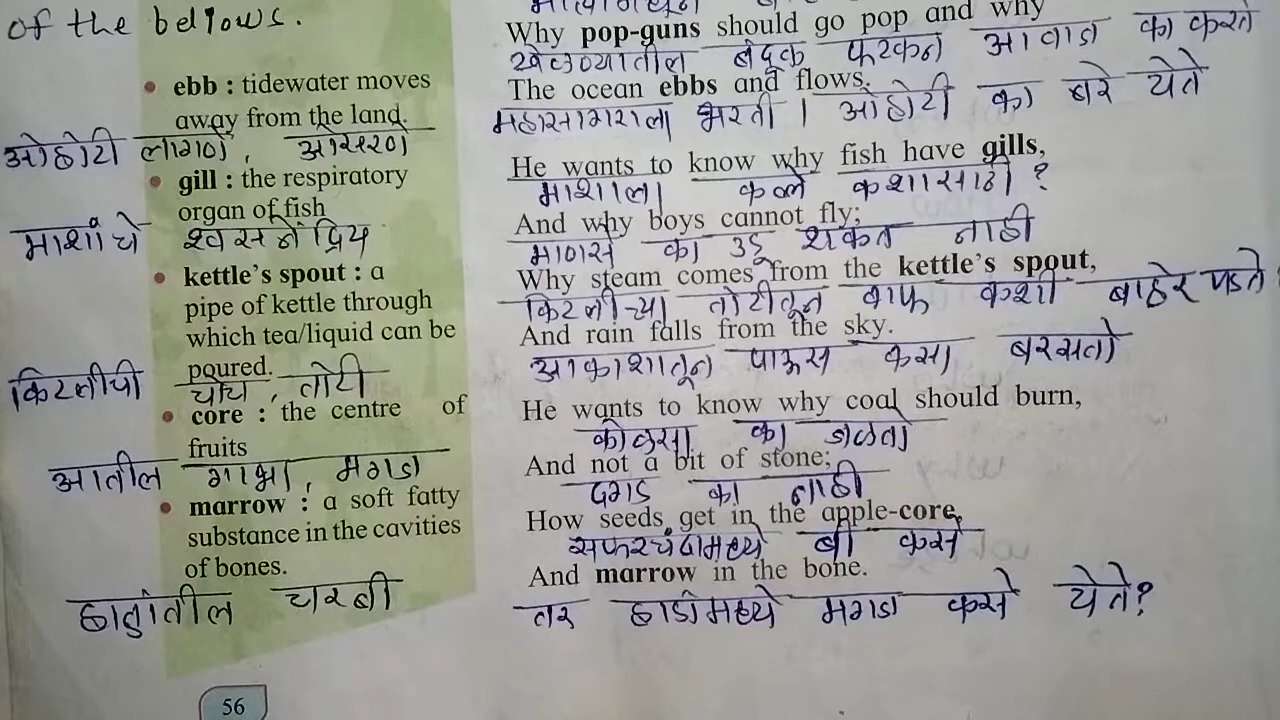 of the bellows.
• ebb : tidewater moves
away from the land.
ओहोटी लागणे, ओसरणे
• gill : the respiratory
organ of fish
माशांचे श्वसनेंद्रिय
• kettle's spout : a
pipe of kettle through
which tea/liquid can be
poured.
किटलीची चोच, तोटी
• core : the centre of
fruits
आतील गाभा, मगज
• marrow : a soft fatty
substance in the cavities
of bones.
हाडांतील चरबी
56
Why pop-guns should go pop and why
खेळण्यातील बंदूक फटकन आवाज का करते
The ocean ebbs and flows.
महासागराला भरती । ओहोटी का बरे येते
He wants to know why fish have gills,
माशाला कल्ले कशासाठी ?
And why boys cannot fly;
माणसे का उडू शकत नाही
Why steam comes from the kettle's spout,
किटलीच्या तोटीतून वाफ कशी बाहेर पडते
And rain falls from the sky.
आकाशातून पाऊस कसा बरसतो
He wants to know why coal should burn,
कोळसा का जळतो
And not a bit of stone;
दगड का नाही
How seeds get in the apple-core,
सफरचंदामध्ये बी कसे
And marrow in the bone.
तर हाडांमध्ये मगज कसे येते?